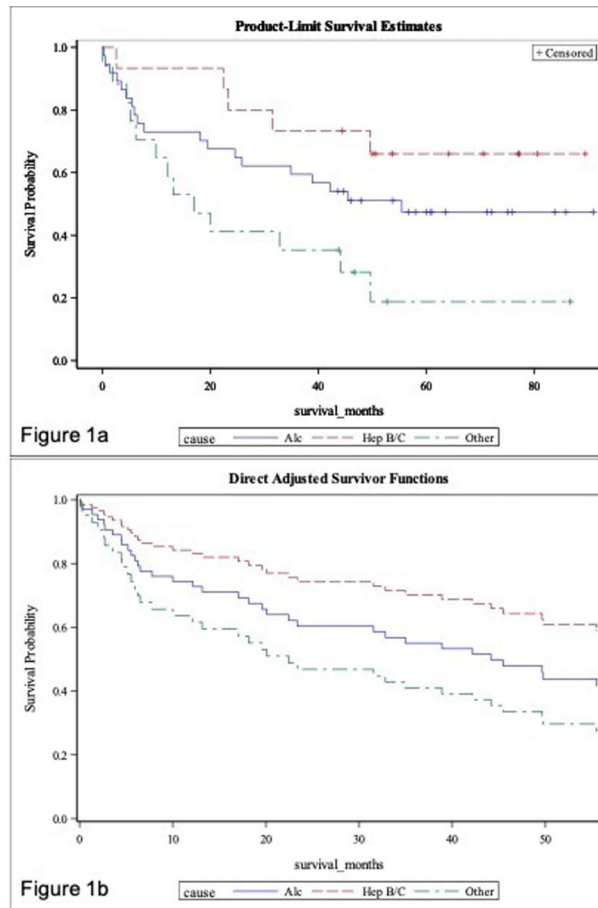 Product-Limit Survival Estimates
+ Censored
1.0
0.8
0.6
0.4
0.2
0.0
Survival Probability
0 20 40 60 80
survival_months
Figure 1a
cause Alc Hep B/C Other
Direct Adjusted Survivor Functions
1.0
0.8
0.6
0.4
0.2
0.0
Survival Probability
0 10 20 30 40 50
survival_months
Figure 1b
cause Alc Hep B/C Other